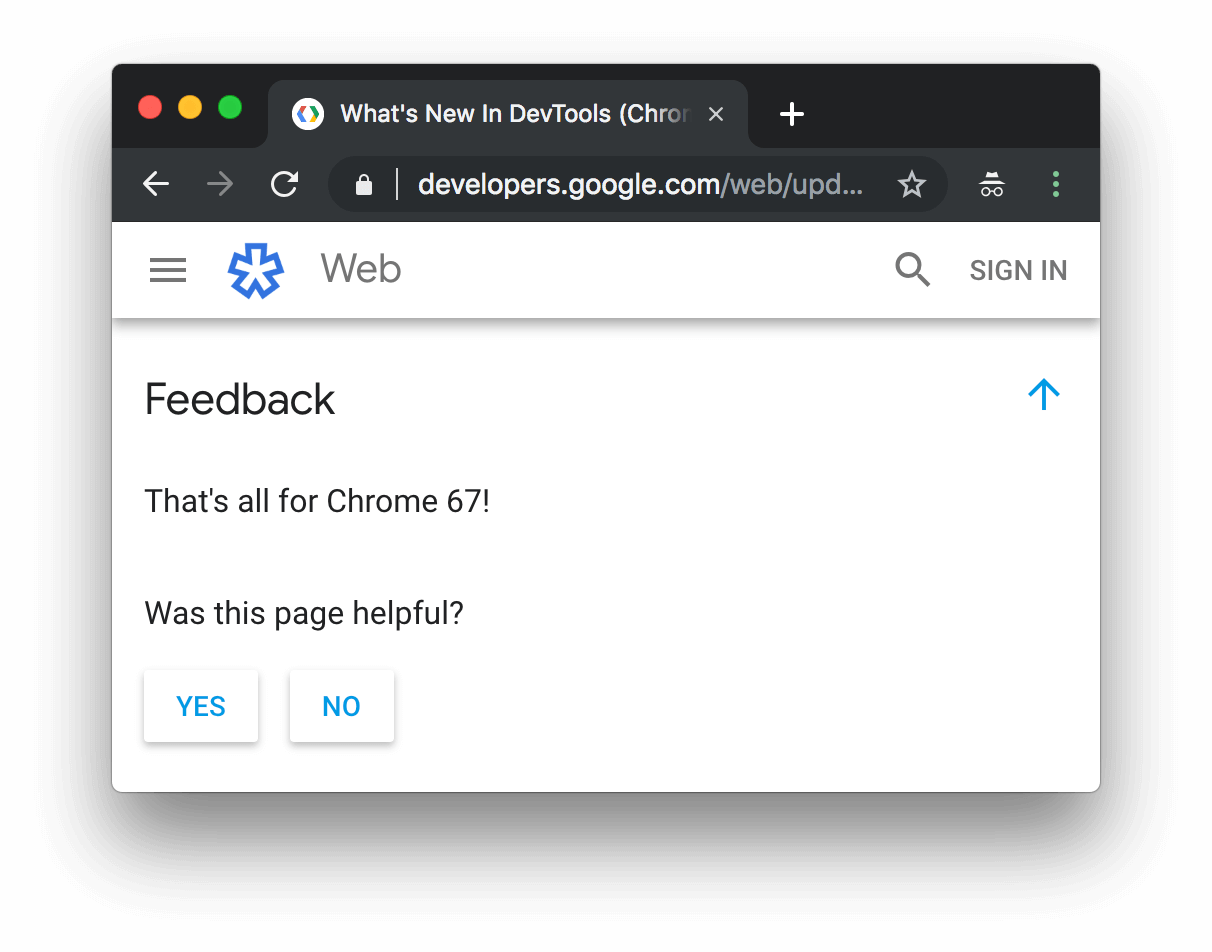 What's New In DevTools (Chron
developers.google.com/web/upd...
Web
SIGN IN
Feedback
That's all for Chrome 67!
Was this page helpful?
YES NO